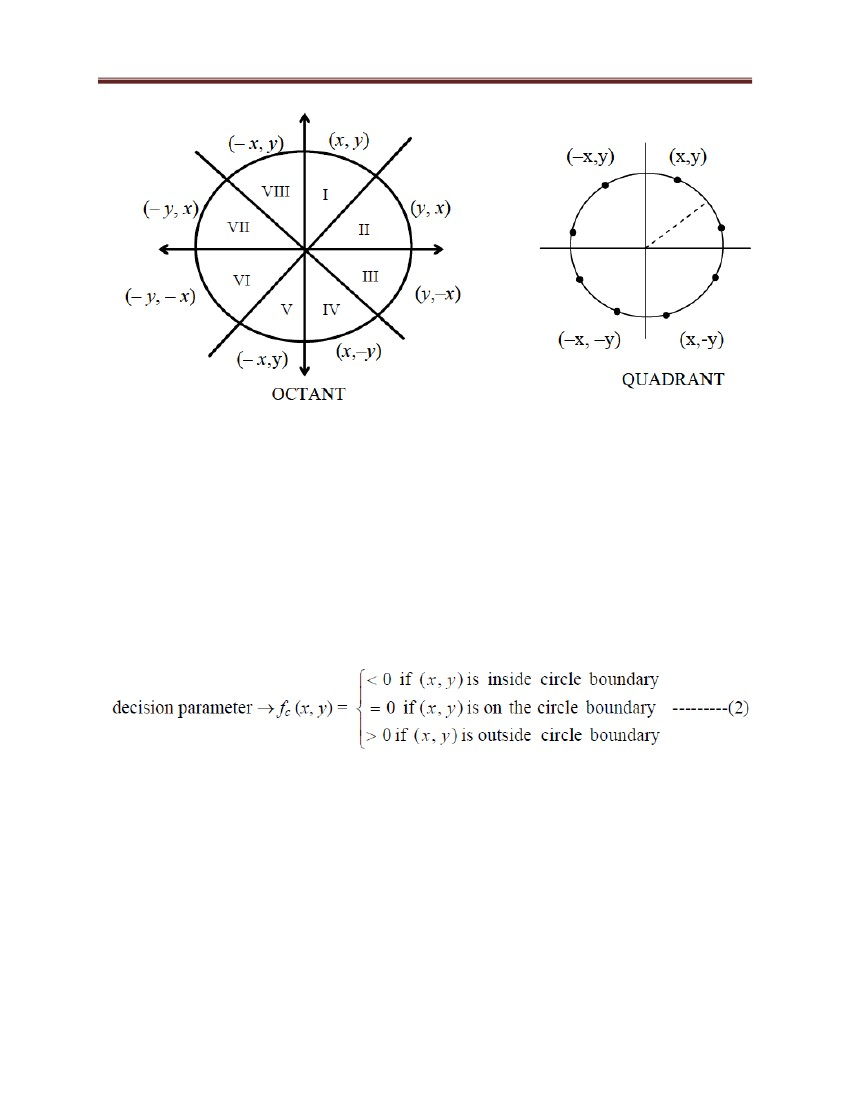 (– x, y) (x, y)
(–x,y) (x,y)
VIII I
(– y, x) (y, x)
VII II
VI III
(– y, – x) (y,–x)
V IV
(– x,y) (x,–y)
(–x, –y) (x,-y)
OCTANT
QUADRANT
< 0 if (x, y) is inside circle boundary
decision parameter → f_c (x, y) = { = 0 if (x, y) is on the circle boundary ---------(2)
> 0 if (x, y) is outside circle boundary